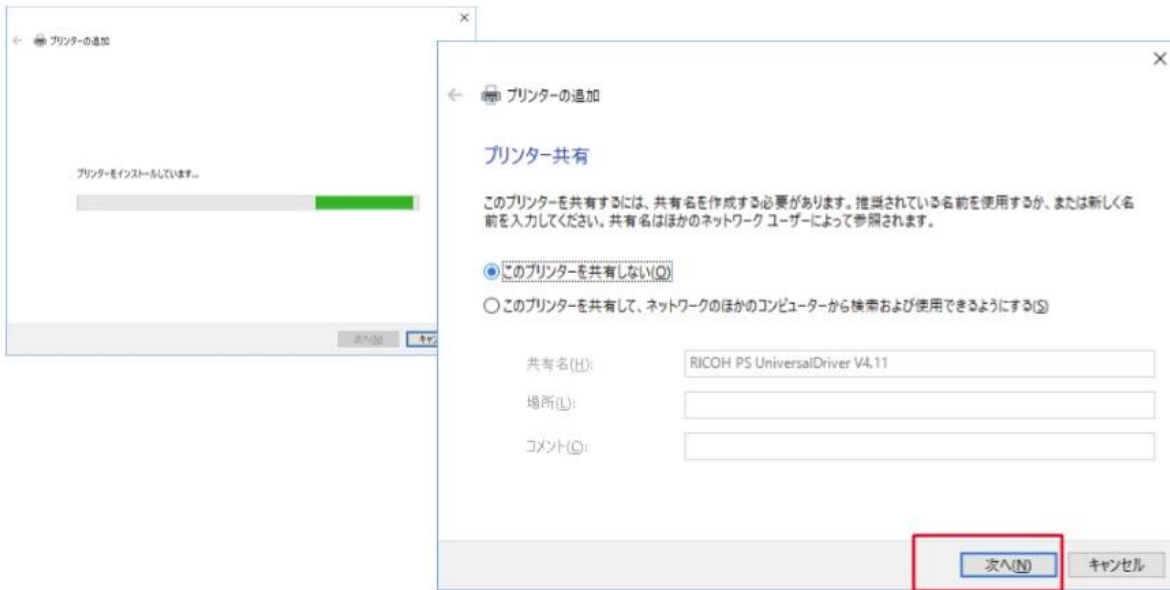 プリンターの追加
プリンターをインストールしています...
次へ(N)
キャン
プリンターの追加
プリンター共有
このプリンターを共有するには、共有名を作成する必要があります。推奨されている名前を使用するか、または新しく名
前を入力してください。共有名はほかのネットワーク ユーザーによって参照されます。
このプリンターを共有しない(O)
このプリンターを共有して、ネットワークのほかのコンピューターから検索および使用できるようにする(S)
共有名(H):
RICOH PS UniversalDriver V4.11
場所(L):
コメント(C):
次へ(N)
キャンセル